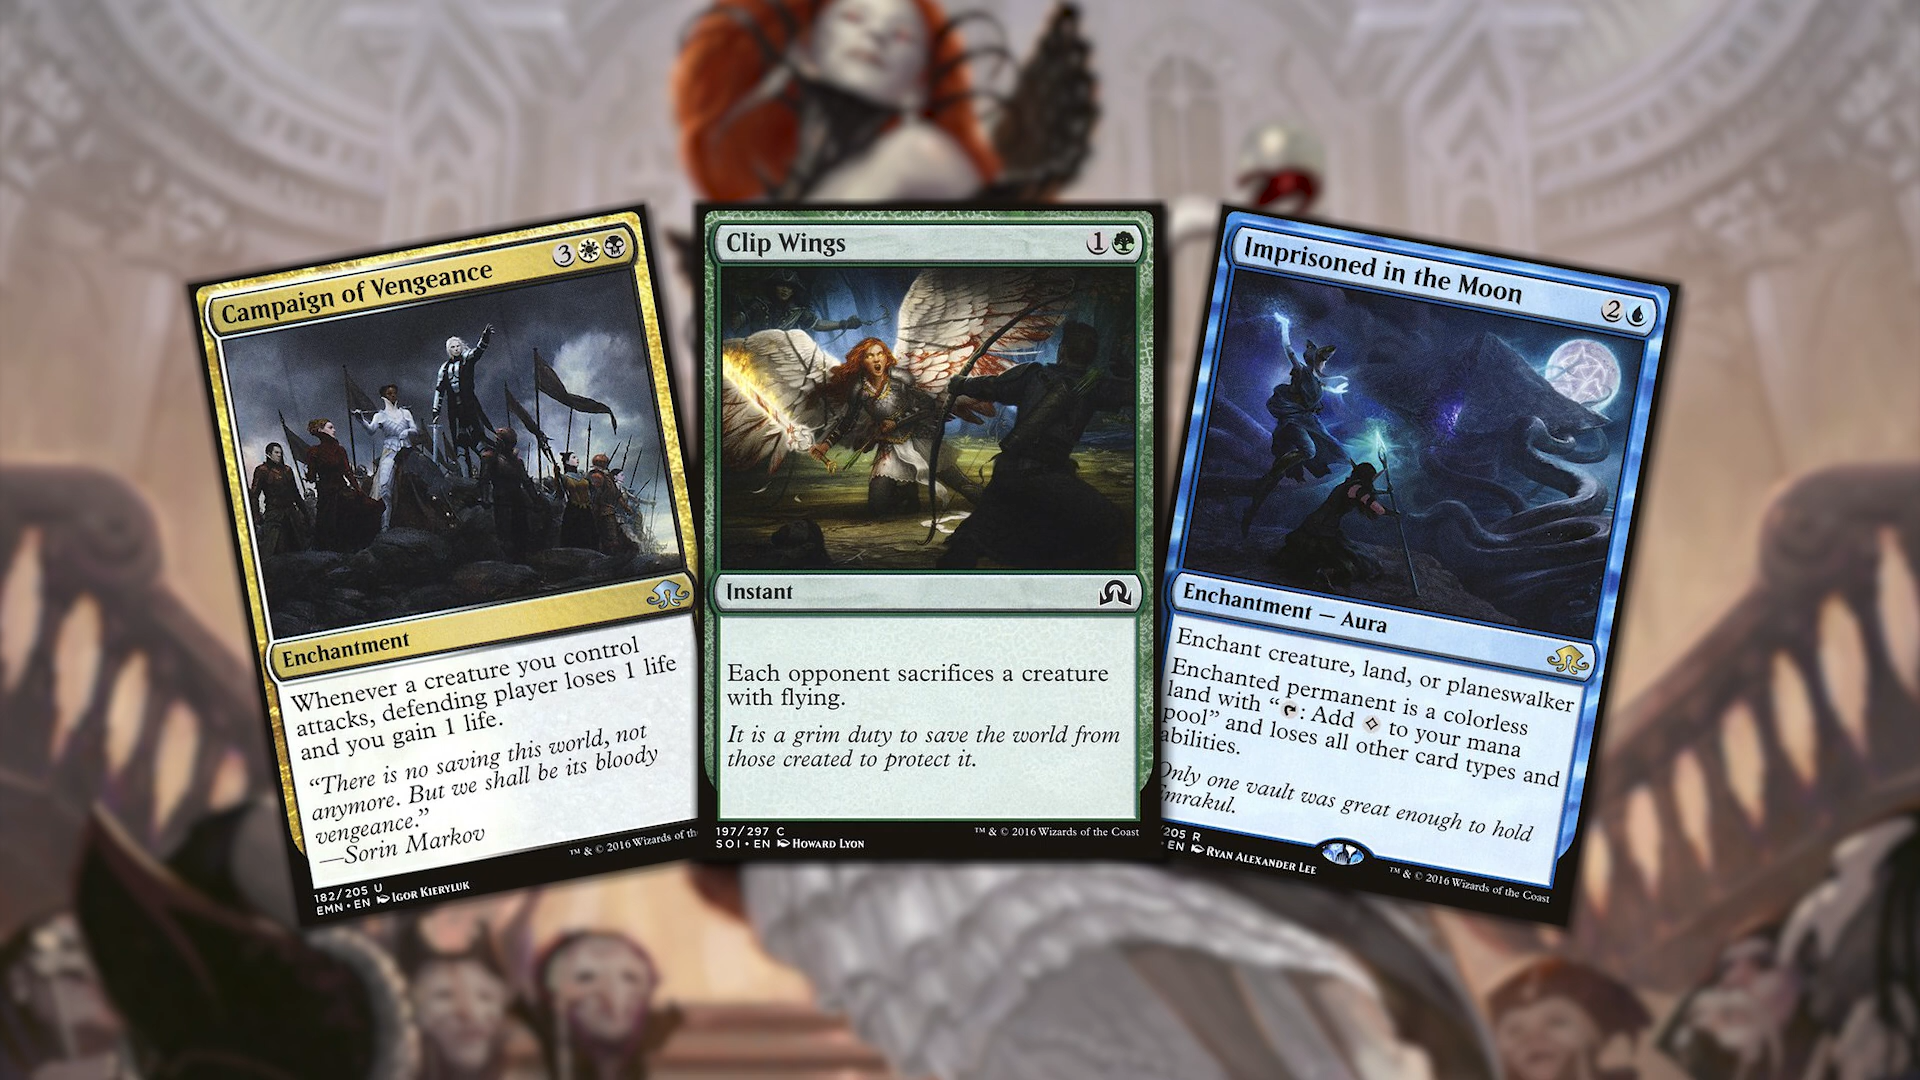 Campaign of Vengeance
3
Enchantment
Whenever a creature you control
attacks, defending player loses 1 life
and you gain 1 life.
“There is no saving this world, not
anymore. But we shall be its bloody
vengeance.”
—Sorin Markov
182/205 U
EMN • EN Igor Kieryluk
™ & © 2016 Wizards of th
Clip Wings
1
Instant
Each opponent sacrifices a creature
with flying.
It is a grim duty to save the world from
those created to protect it.
197/297 C
SOI • EN Howard Lyon
™ & © 2016 Wizards of the Coast
Imprisoned in the Moon
2
Enchantment — Aura
Enchant creature, land, or planeswalker
Enchanted permanent is a colorless
land with “: Add to your mana
pool” and loses all other card types and
abilities.
Only one vault was great enough to hold
Emrakul.
/205 R
• EN Ryan Alexander Lee
™ & © 2016 Wizards of the Coast